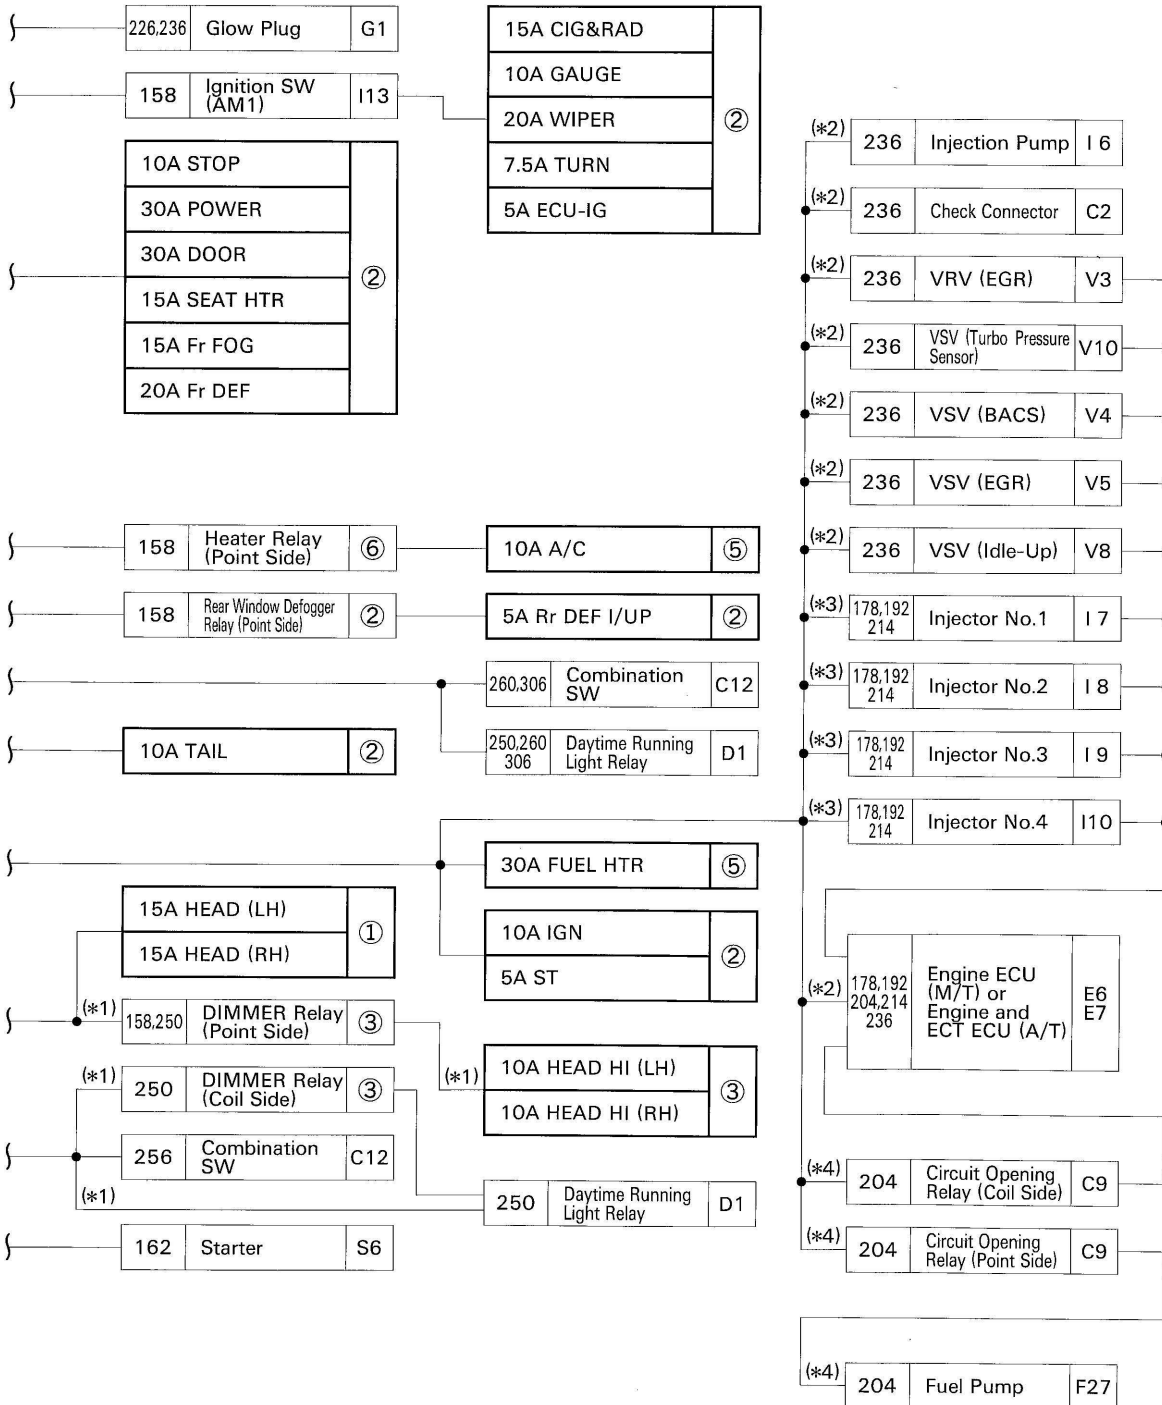 226,236 Glow Plug G1
158 Ignition SW
(AM1) I13
10A STOP
30A POWER
30A DOOR
15A SEAT HTR
15A Fr FOG
20A Fr DEF
②
15A CIG&RAD
10A GAUGE
20A WIPER
7.5A TURN
5A ECU-IG
②
158 Heater Relay
(Point Side) ⑥
10A A/C ⑤
158 Rear Window Defogger
Relay (Point Side) ②
5A Rr DEF I/UP ②
260,306 Combination
SW C12
250,260
306
Daytime Running
Light Relay D1
10A TAIL ②
30A FUEL HTR ⑤
15A HEAD (LH)
15A HEAD (RH)
①
10A IGN
5A ST
②
(*1) 158,250 DIMMER Relay
(Point Side) ③
(*1) 10A HEAD HI (LH)
10A HEAD HI (RH)
③
(*1) 250 DIMMER Relay
(Coil Side) ③
256 Combination
SW C12
(*1)
250 Daytime Running
Light Relay D1
162 Starter S6
(*2) 236 Injection Pump I 6
(*2) 236 Check Connector C2
(*2) 236 VRV (EGR) V3
(*2) 236 VSV (Turbo Pressure
Sensor) V10
(*2) 236 VSV (BACS) V4
(*2) 236 VSV (EGR) V5
(*2) 236 VSV (Idle-Up) V8
(*3) 178,192
214
Injector No.1 I 7
(*3) 178,192
214
Injector No.2 I 8
(*3) 178,192
214
Injector No.3 I 9
(*3) 178,192
214
Injector No.4 I10
(*2) 178,192
204,214
236
Engine ECU
(M/T) or
Engine and
ECT ECU (A/T)
E6
E7
(*4) 204 Circuit Opening
Relay (Coil Side) C9
(*4) 204 Circuit Opening
Relay (Point Side) C9
(*4) 204 Fuel Pump F27